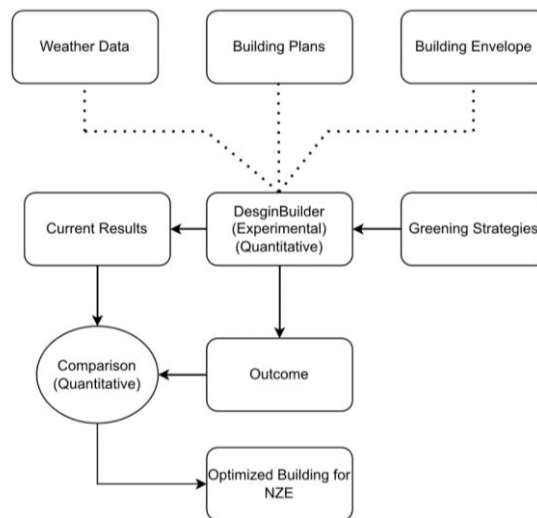 Weather Data
Building Plans
Building Envelope
Current Results
DesginBuilder
(Experimental)
(Quantitative)
Greening Strategies
Comparison
(Quantitative)
Outcome
Optimized Building for
NZE